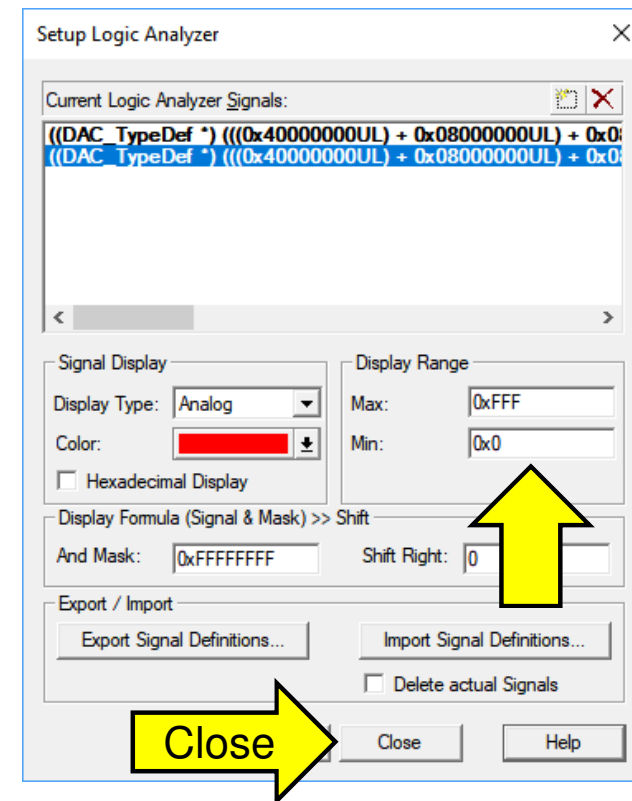 Setup Logic Analyzer
Current Logic Analyzer Signals:
((DAC_TypeDef *) (((0x40000000UL) + 0x08000000UL) + 0x0
((DAC_TypeDef *) (((0x40000000UL) + 0x08000000UL) + 0x0
Signal Display
Display Range
Display Type: Analog
Max: 0xFFF
Color:
Min: 0x0
Hexadecimal Display
Display Formula (Signal & Mask) >> Shift
And Mask: 0xFFFFFFFF
Shift Right: 0
Export / Import
Export Signal Definitions...
Import Signal Definitions...
Delete actual Signals
Close
Close
Help